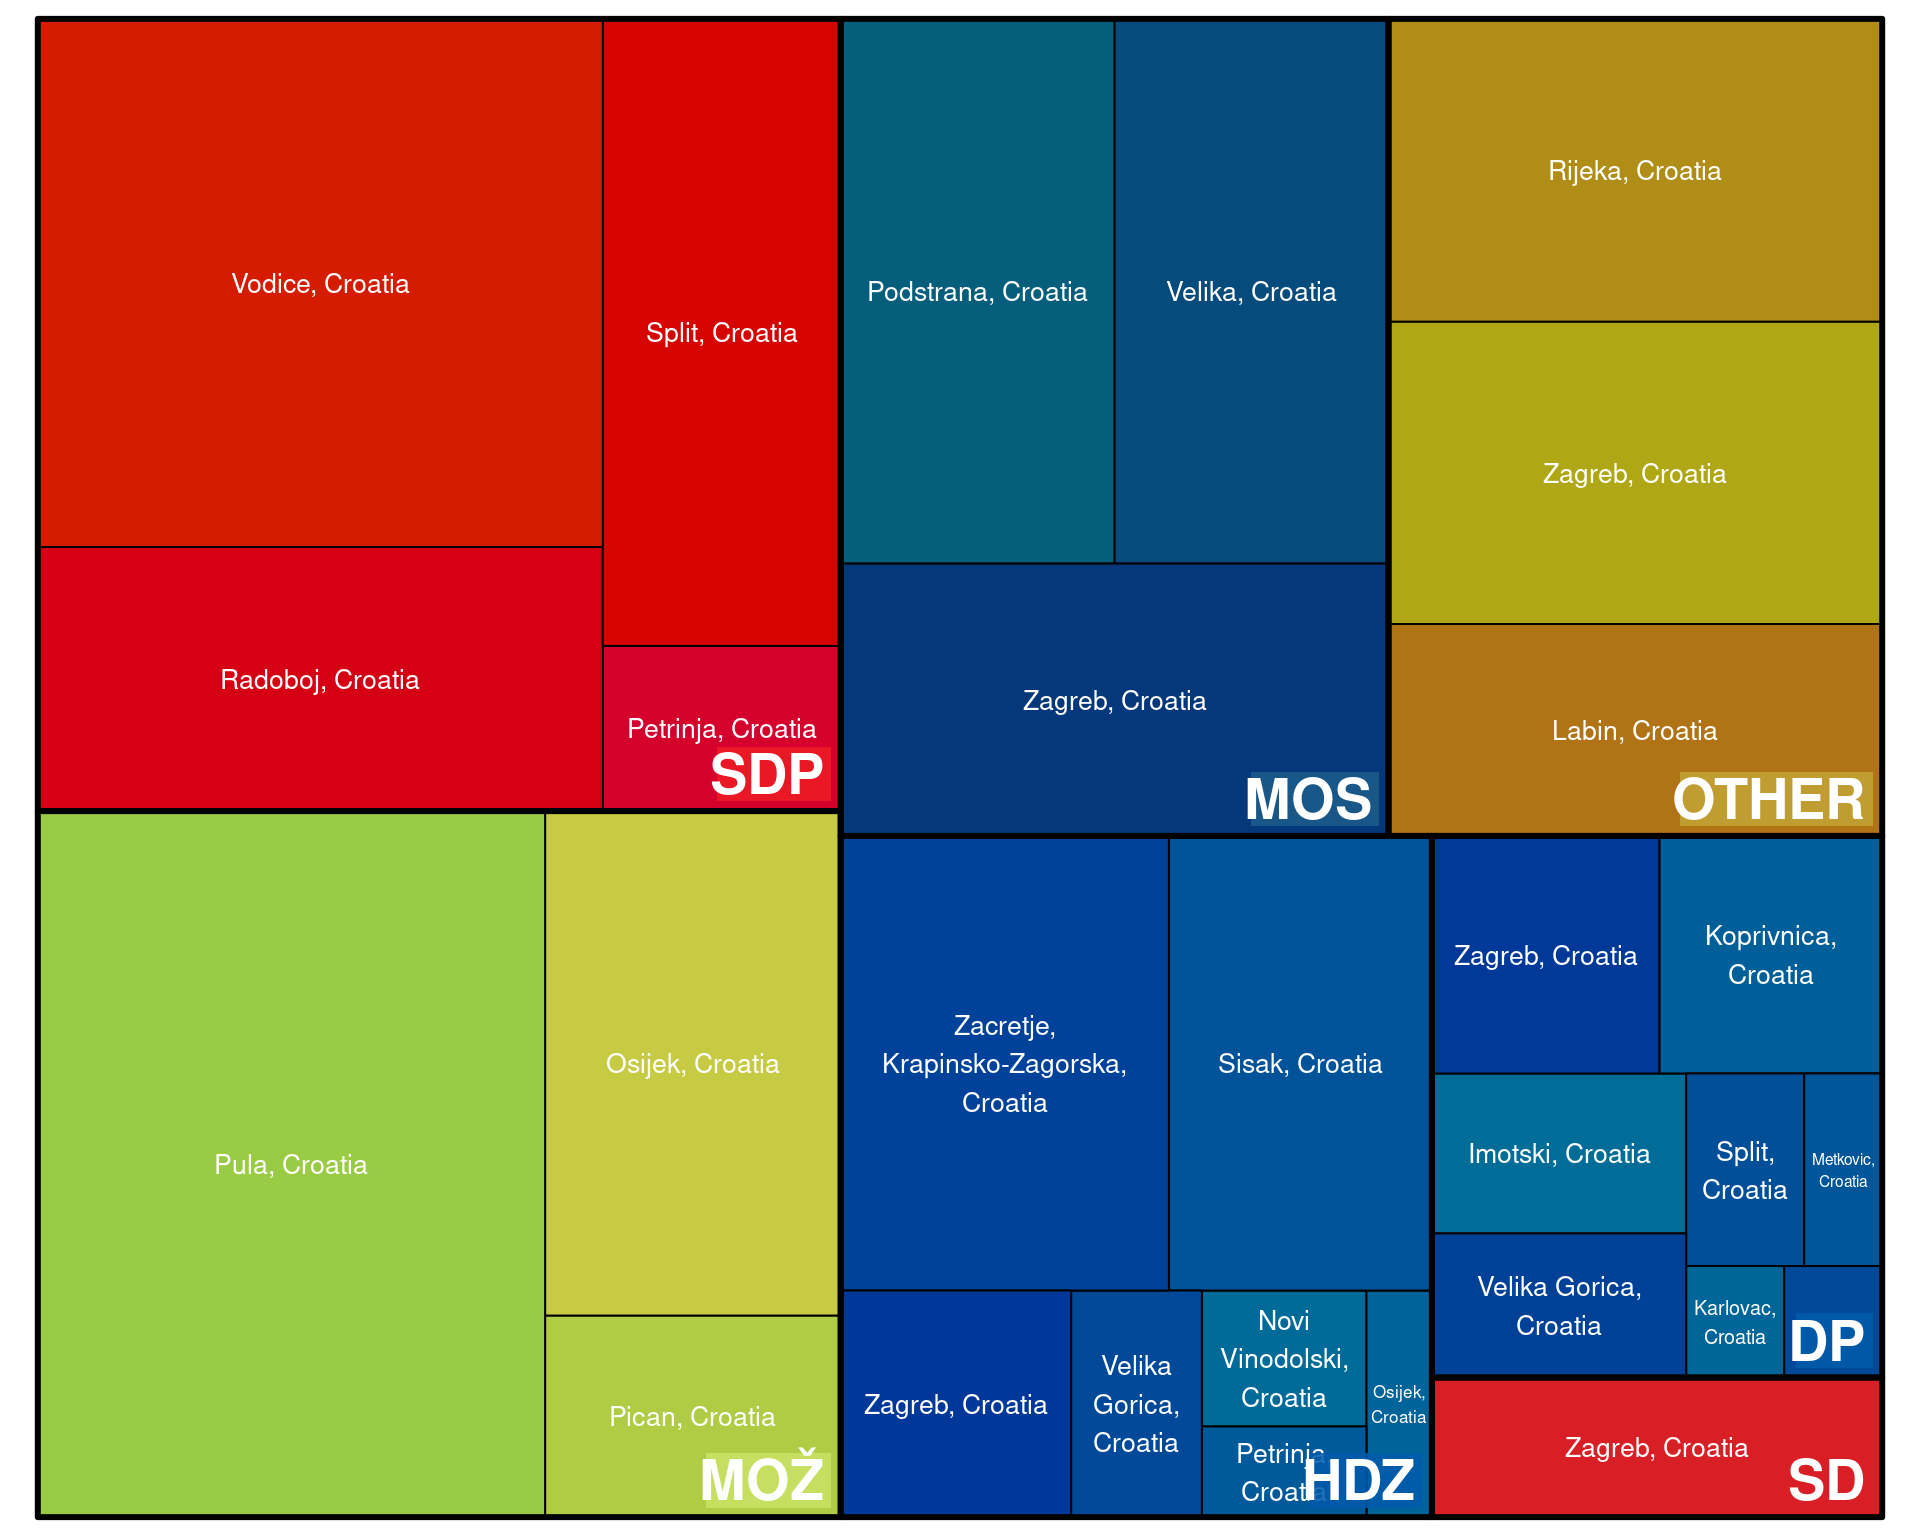 Vodice, Croatia
Split, Croatia
Radoboj, Croatia
Petrinja, Croatia
SDP
Podstrana, Croatia
Velika, Croatia
Zagreb, Croatia
MOS
Rijeka, Croatia
Zagreb, Croatia
Labin, Croatia
OTHER
Pula, Croatia
Osijek, Croatia
Pican, Croatia
MOŽ
Zacretje,
Krapinsko-Zagorska,
Croatia
Sisak, Croatia
Zagreb, Croatia
Velika
Gorica,
Croatia
Novi
Vinodolski,
Croatia
Osijek,
Croatia
Petrinja,
Croatia
HDZ
Zagreb, Croatia
Koprivnica,
Croatia
Imotski, Croatia
Split,
Croatia
Metkovic,
Croatia
Velika Gorica,
Croatia
Karlovac,
Croatia
DP
Zagreb, Croatia
SD